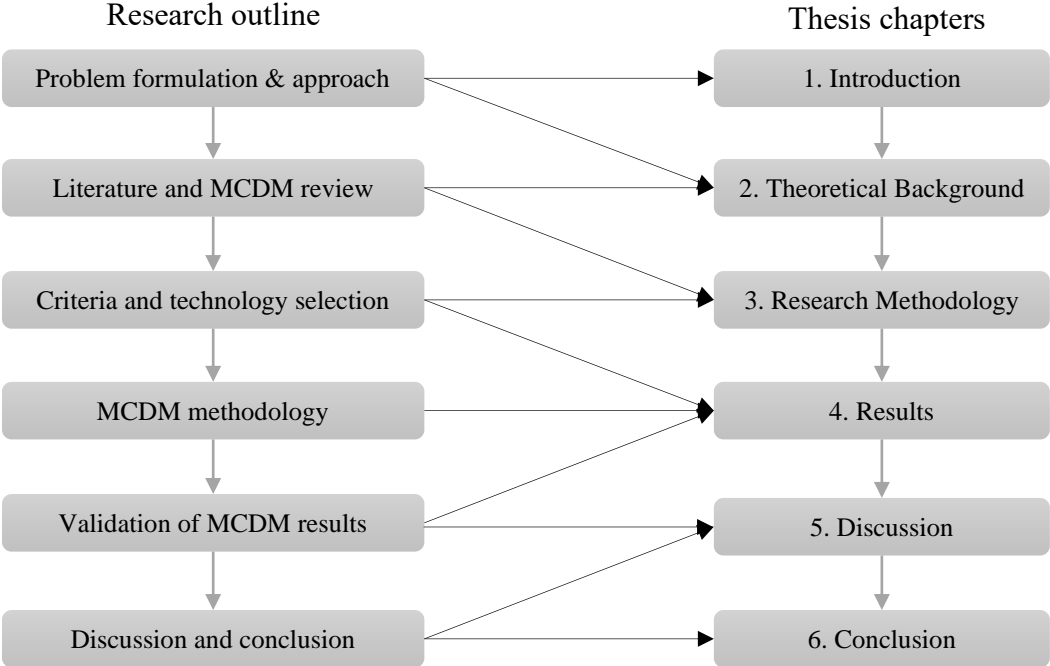 Research outline
Thesis chapters
Problem formulation & approach
1. Introduction
Literature and MCDM review
2. Theoretical Background
Criteria and technology selection
3. Research Methodology
MCDM methodology
4. Results
Validation of MCDM results
5. Discussion
Discussion and conclusion
6. Conclusion